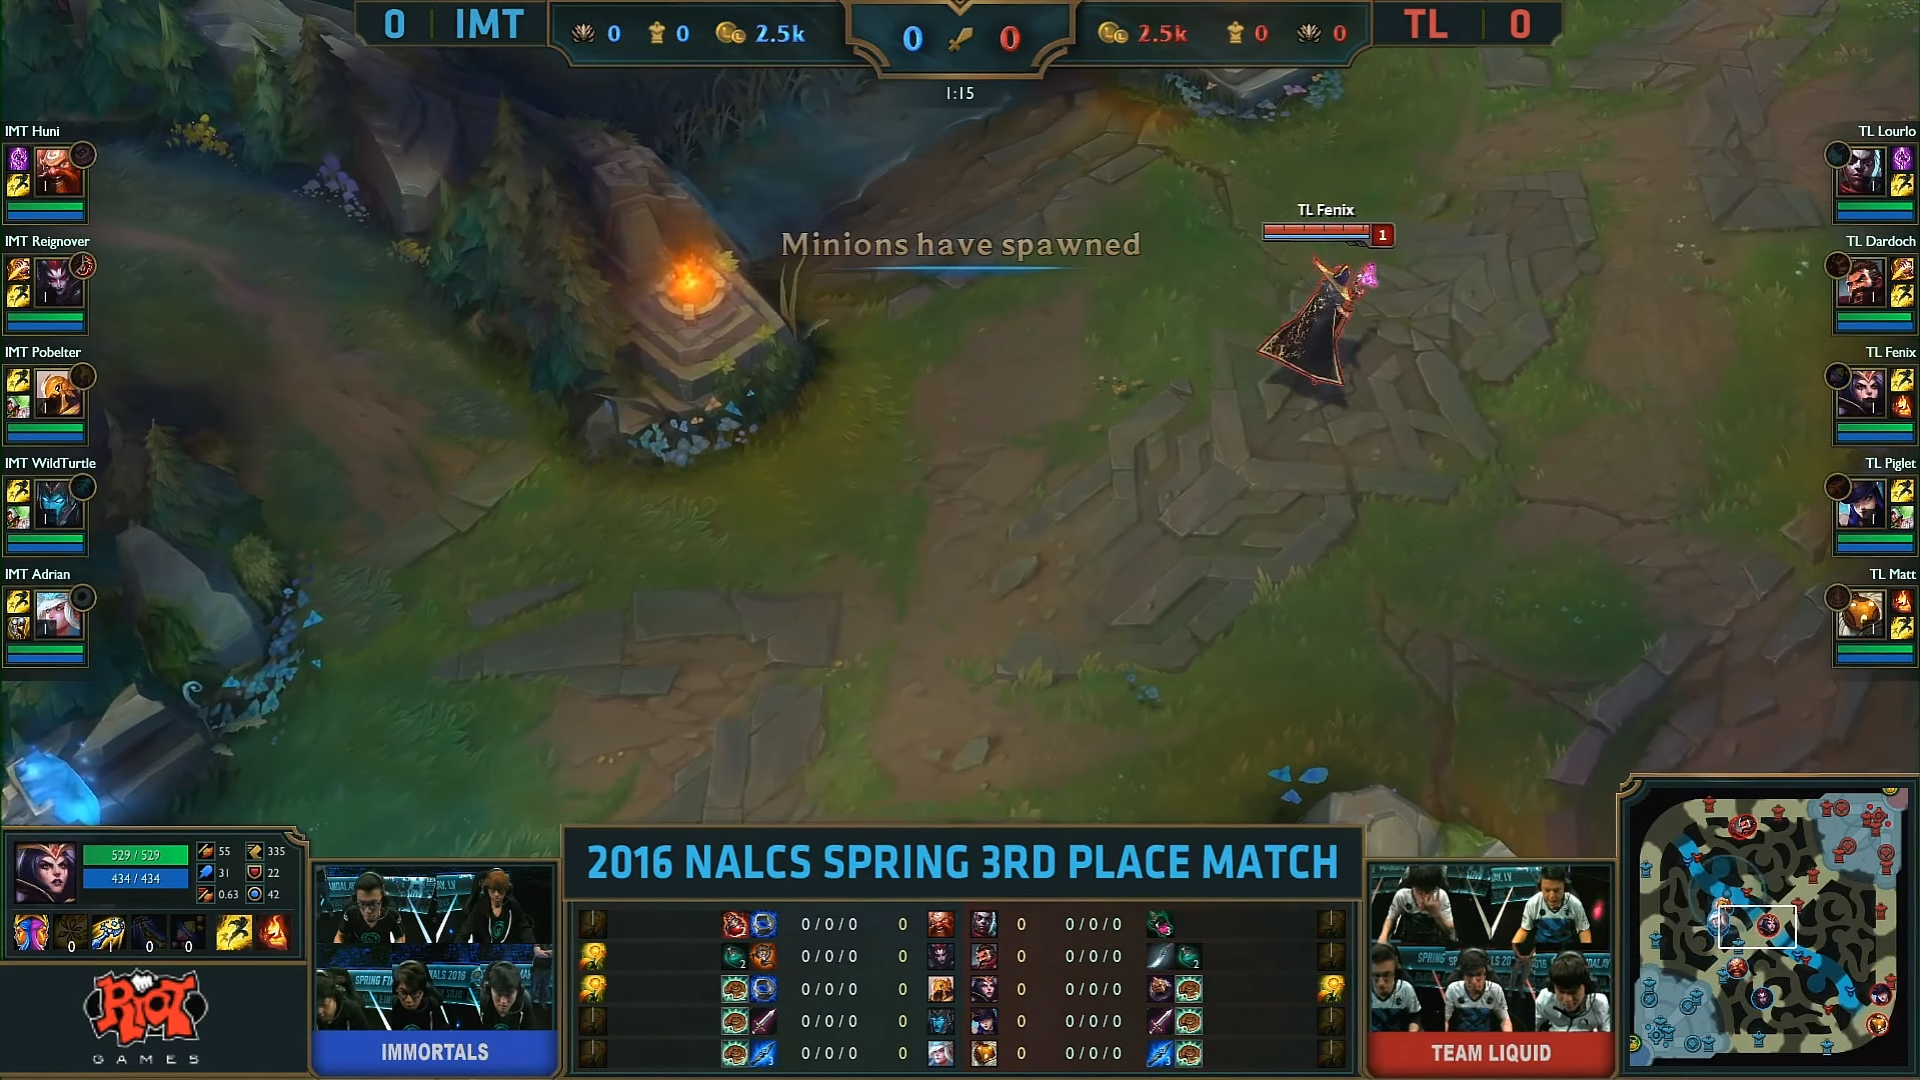 0 IMT 0 0 2.5k 0 0 2.5k 0 0 TL 0
1:15
IMT Huni
TL Lourlo
IMT Reignover
TL Dardoch
Minions have spawned
TL Fenix
1
IMT Pobelter
TL Fenix
IMT WildTurtle
TL Piglet
IMT Adrian
TL Matt
529 / 529
434 / 434
55 335
31 22
0.63 42
0 1 0 0
2016 NALCS SPRING 3RD PLACE MATCH
0/0/0 0 0 0/0/0
2 0/0/0 0 0 0/0/0 2
0/0/0 0 0 0/0/0
0/0/0 0 0 0/0/0
3 0/0/0 0 0 0/0/0 3
RIOT
GAMES
IMMORTALS
TEAM LIQUID